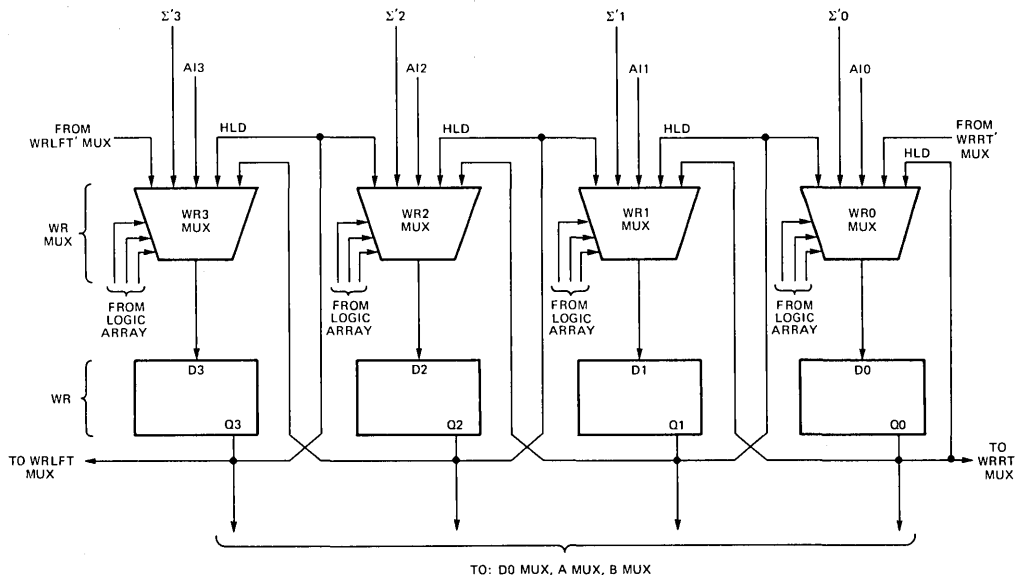 Σ'3
Σ'2
Σ'1
Σ'0
AI3
AI2
AI1
AI0
FROM
WRLFT' MUX
HLD
HLD
HLD
FROM
WRRT'
MUX
HLD
WR
MUX
WR3
MUX
WR2
MUX
WR1
MUX
WR0
MUX
FROM
LOGIC
ARRAY
FROM
LOGIC
ARRAY
FROM
LOGIC
ARRAY
FROM
LOGIC
ARRAY
WR
D3
D2
D1
D0
Q3
Q2
Q1
Q0
TO WRLFT
MUX
TO
WRRT
MUX
TO: D0 MUX, A MUX, B MUX